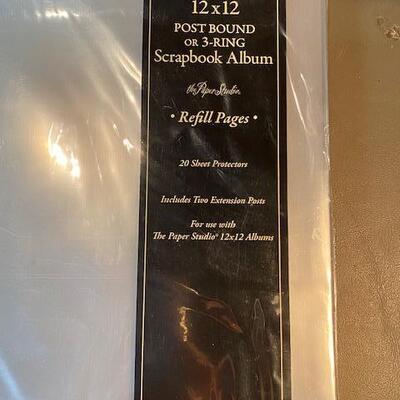 12x12
POST BOUND
OR 3-RING
Scrapbook Album
the Paper Studio®
• Refill Pages •
20 Sheet Protectors
Includes Two Extension Posts
For use with
The Paper Studio® 12x12 Albums